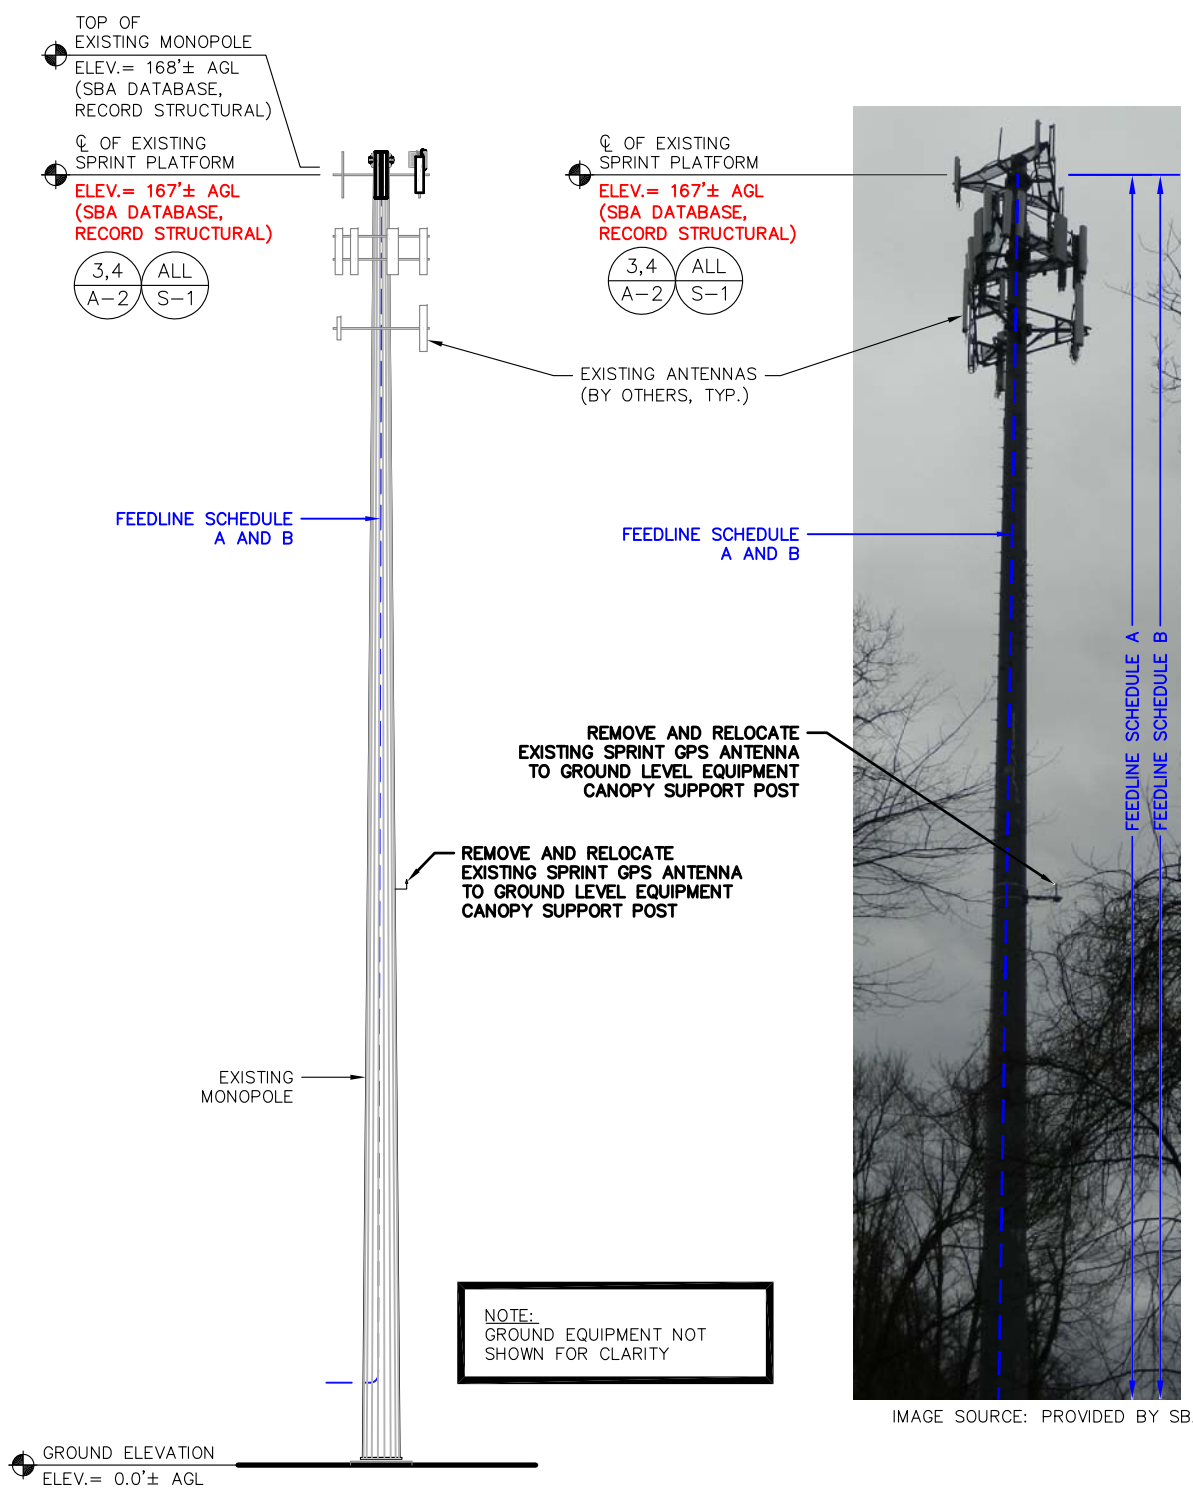 TOP OF
EXISTING MONOPOLE
ELEV.= 168'± AGL
(SBA DATABASE,
RECORD STRUCTURAL)
℄ OF EXISTING
SPRINT PLATFORM
ELEV.= 167'± AGL
(SBA DATABASE,
RECORD STRUCTURAL)
3,4
A-2
ALL
S-1
℄ OF EXISTING
SPRINT PLATFORM
ELEV.= 167'± AGL
(SBA DATABASE,
RECORD STRUCTURAL)
3,4
A-2
ALL
S-1
EXISTING ANTENNAS
(BY OTHERS, TYP.)
FEEDLINE SCHEDULE
A AND B
FEEDLINE SCHEDULE
A AND B
FEEDLINE SCHEDULE A
FEEDLINE SCHEDULE B
REMOVE AND RELOCATE
EXISTING SPRINT GPS ANTENNA
TO GROUND LEVEL EQUIPMENT
CANOPY SUPPORT POST
REMOVE AND RELOCATE
EXISTING SPRINT GPS ANTENNA
TO GROUND LEVEL EQUIPMENT
CANOPY SUPPORT POST
EXISTING
MONOPOLE
NOTE:
GROUND EQUIPMENT NOT
SHOWN FOR CLARITY
IMAGE SOURCE: PROVIDED BY SB
GROUND ELEVATION
ELEV.= 0.0'± AGL